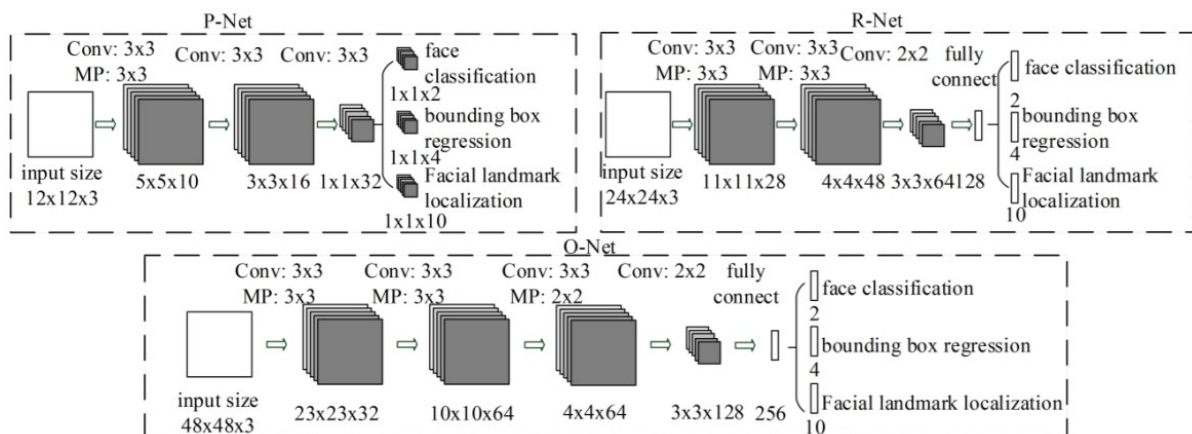 P-Net
Conv: 3x3
MP: 3x3
Conv: 3x3
Conv: 3x3
face
classification
1x1x2
bounding box
regression
1x1x4
Facial landmark
localization
1x1x10
input size
12x12x3
5x5x10
3x3x16
1x1x32
R-Net
Conv: 3x3
MP: 3x3
Conv: 3x3
MP: 3x3
Conv: 2x2
fully
connect
face classification
2
bounding box
regression
4
Facial landmark
localization
10
input size
24x24x3
11x11x28
4x4x48
3x3x64
128
O-Net
Conv: 3x3
MP: 3x3
Conv: 3x3
MP: 3x3
Conv: 3x3
MP: 2x2
Conv: 2x2
fully
connect
face classification
2
bounding box regression
4
Facial landmark localization
10
input size
48x48x3
23x23x32
10x10x64
4x4x64
3x3x128
256